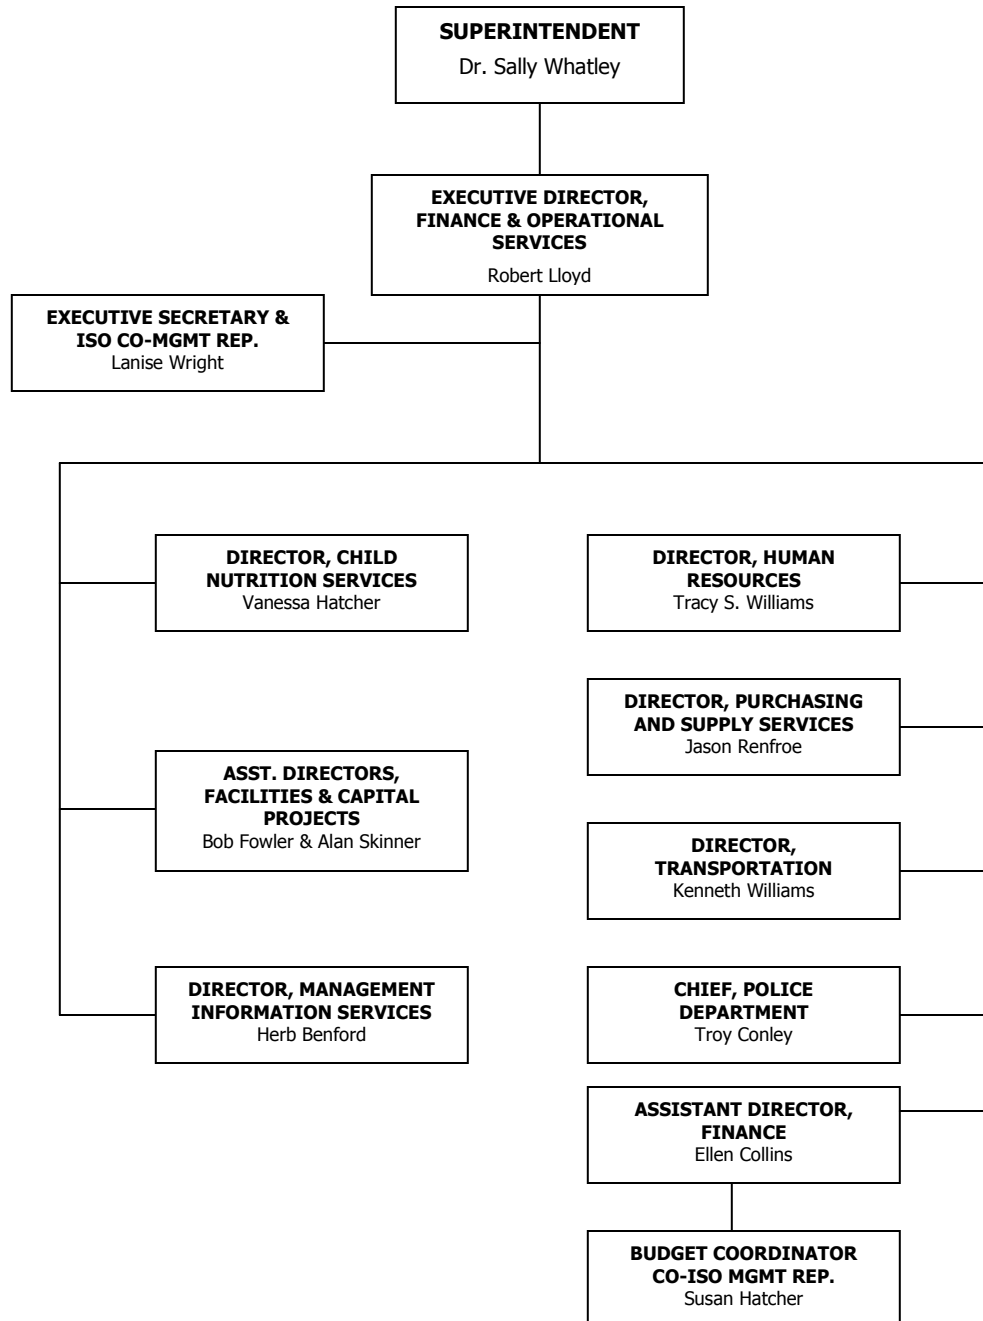 SUPERINTENDENT
Dr. Sally Whatley
EXECUTIVE DIRECTOR,
FINANCE & OPERATIONAL
SERVICES
Robert Lloyd
EXECUTIVE SECRETARY &
ISO CO-MGMT REP.
Lanise Wright
DIRECTOR, CHILD
NUTRITION SERVICES
Vanessa Hatcher
DIRECTOR, HUMAN
RESOURCES
Tracy S. Williams
DIRECTOR, PURCHASING
AND SUPPLY SERVICES
Jason Renfroe
ASST. DIRECTORS,
FACILITIES & CAPITAL
PROJECTS
Bob Fowler & Alan Skinner
DIRECTOR,
TRANSPORTATION
Kenneth Williams
DIRECTOR, MANAGEMENT
INFORMATION SERVICES
Herb Benford
CHIEF, POLICE
DEPARTMENT
Troy Conley
ASSISTANT DIRECTOR,
FINANCE
Ellen Collins
BUDGET COORDINATOR
CO-ISO MGMT REP.
Susan Hatcher